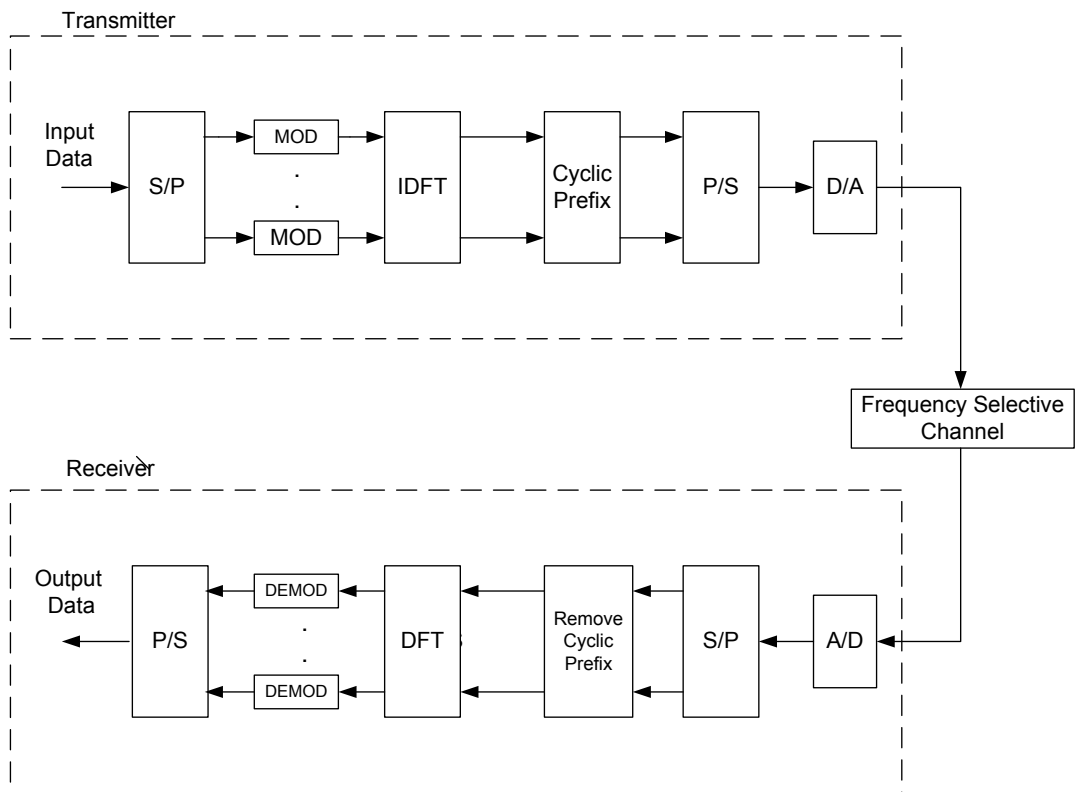 Transmitter
Input
Data
S/P
MOD
.
.
MOD
IDFT
Cyclic
Prefix
P/S
D/A
Frequency Selective
Channel
Receiver
Output
Data
P/S
DEMOD
.
.
DEMOD
DFT
Remove
Cyclic
Prefix
S/P
A/D